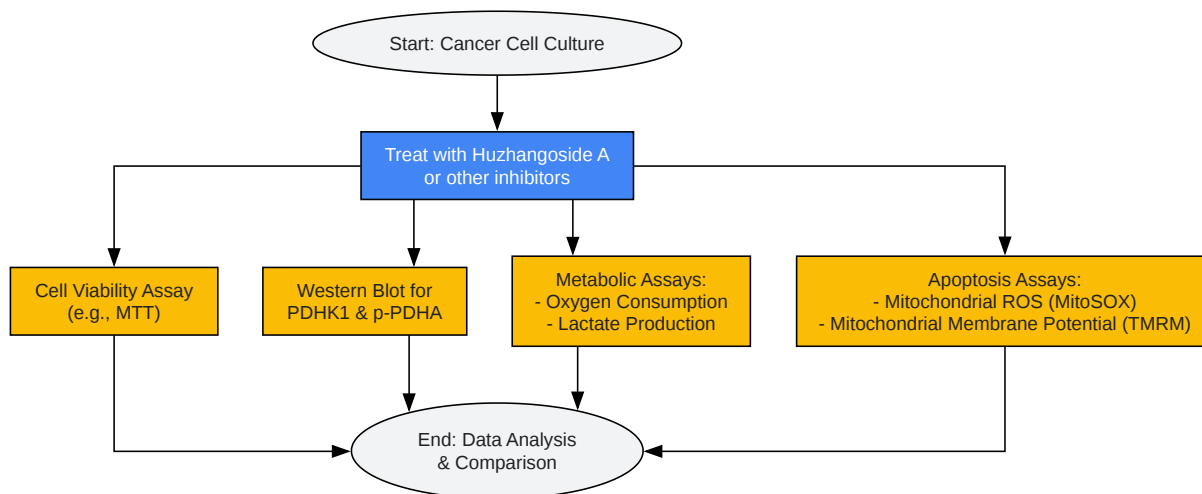 Start: Cancer Cell Culture
Treat with Huzhangoside A
or other inhibitors
Cell Viability Assay
(e.g., MTT)
Western Blot for
PDHK1 & p-PDHA
Metabolic Assays:
- Oxygen Consumption
- Lactate Production
Apoptosis Assays:
- Mitochondrial ROS (MitoSOX)
- Mitochondrial Membrane Potential (TMRM)
End: Data Analysis
& Comparison